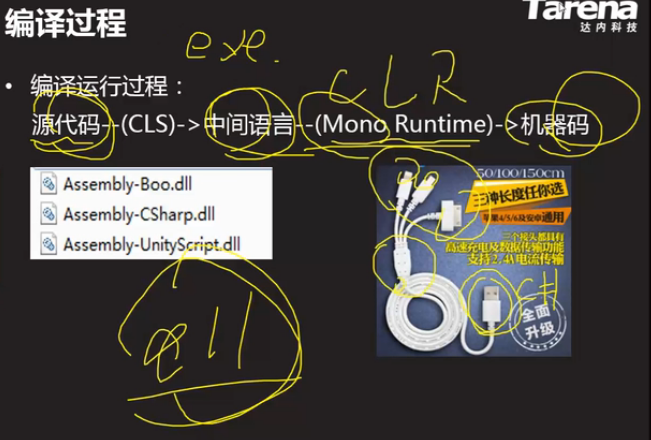 编译过程
Tarena
达内科技
exe.
• 编译运行过程：
CLR
源代码--(CLS)->中间语言--(Mono Runtime)->机器码
Assembly-Boo.dll
Assembly-CSharp.dll
Assembly-UnityScript.dll
50/100/150cm
三种长度任你选
苹果4/5/6及安卓通用
三个接头都具有
高速充电及数据传输功能
支持2.4A电流传输
C#
全面
升级